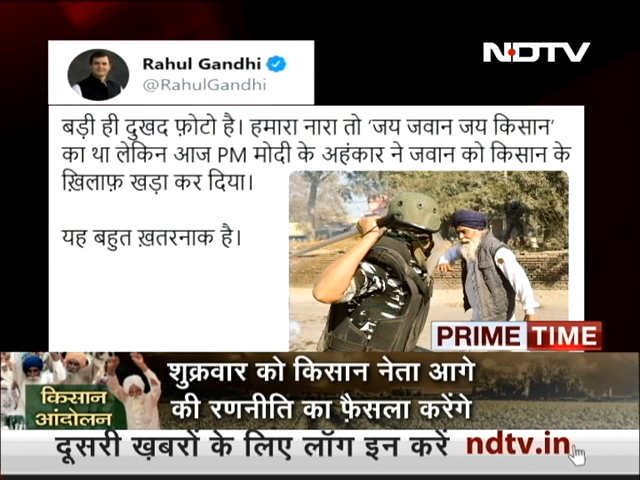 Rahul Gandhi
@RahulGandhi
NDTV
बड़ी ही दुखद फ़ोटो है। हमारा नारा तो ‘जय जवान जय किसान’
का था लेकिन आज PM मोदी के अहंकार ने जवान को किसान के
ख़िलाफ़ खड़ा कर दिया।
यह बहुत ख़तरनाक है।
PRIME TIME
किसान
आंदोलन
शुक्रवार को किसान नेता आगे
की रणनीति का फ़ैसला करेंगे
दूसरी ख़बरों के लिए लॉग इन करें ndtv.in